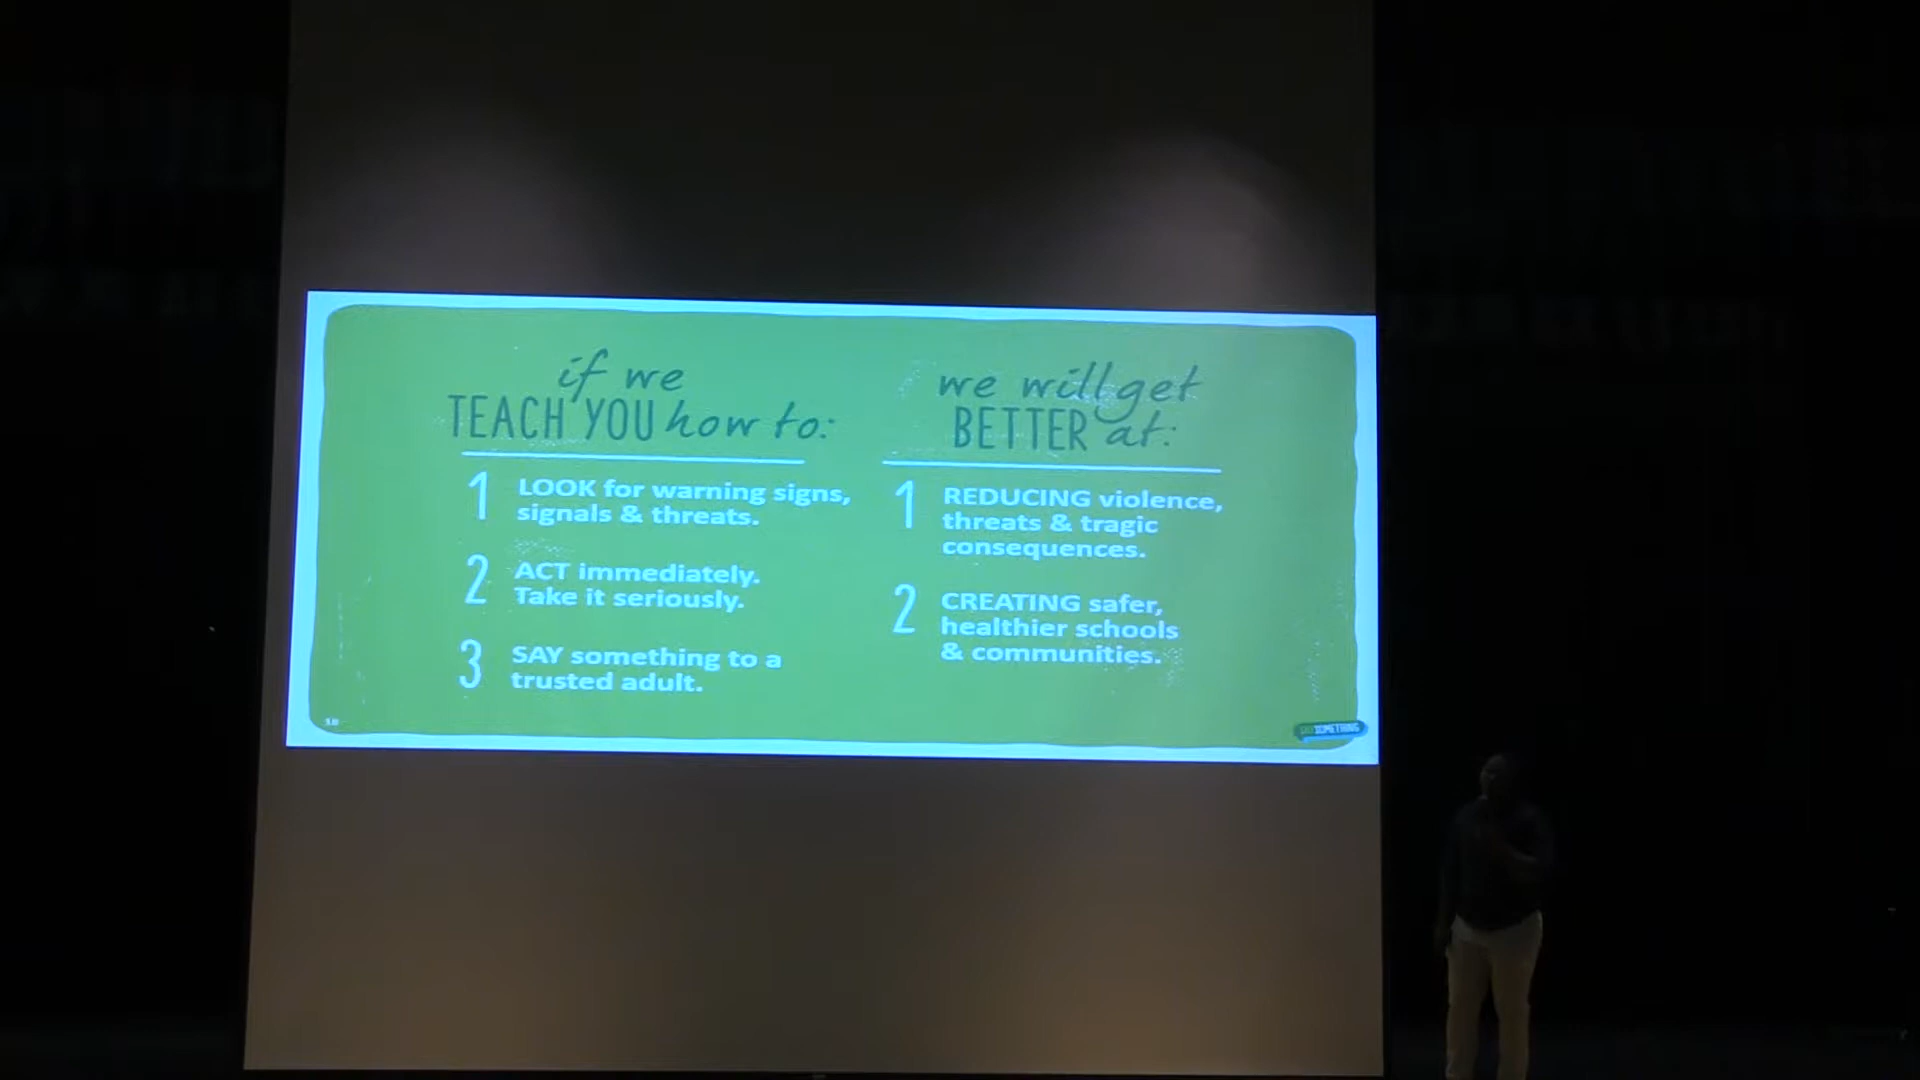 if we
TEACH YOU how to:
1 LOOK for warning signs,
signals & threats.
2 ACT immediately.
Take it seriously.
3 SAY something to a
trusted adult.
we will get
BETTER at:
1 REDUCING violence,
threats & tragic
consequences.
2 CREATING safer,
healthier schools
& communities.
SOMETHING